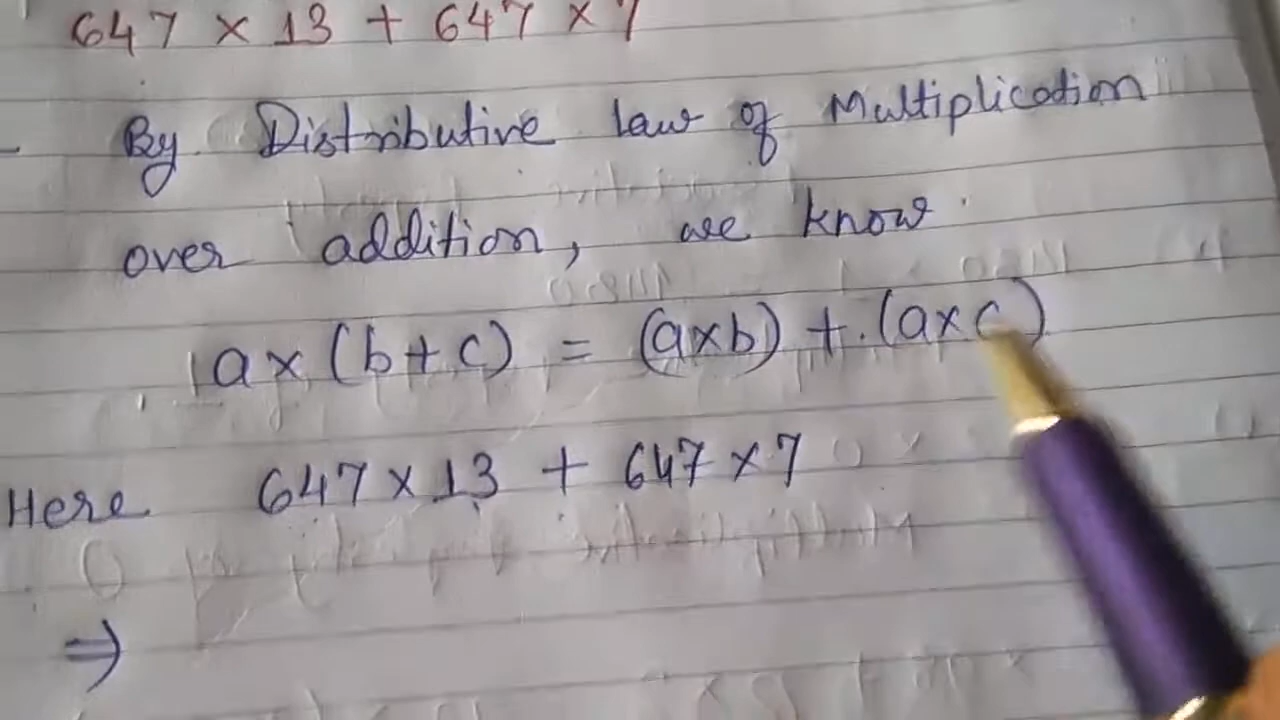 647 × 13 + 647 × 7
By Distributive law of Multiplication
over addition, we know
a × (b + c) = (a×b) + (a×c)
Here 647 × 13 + 647 × 7
⇒